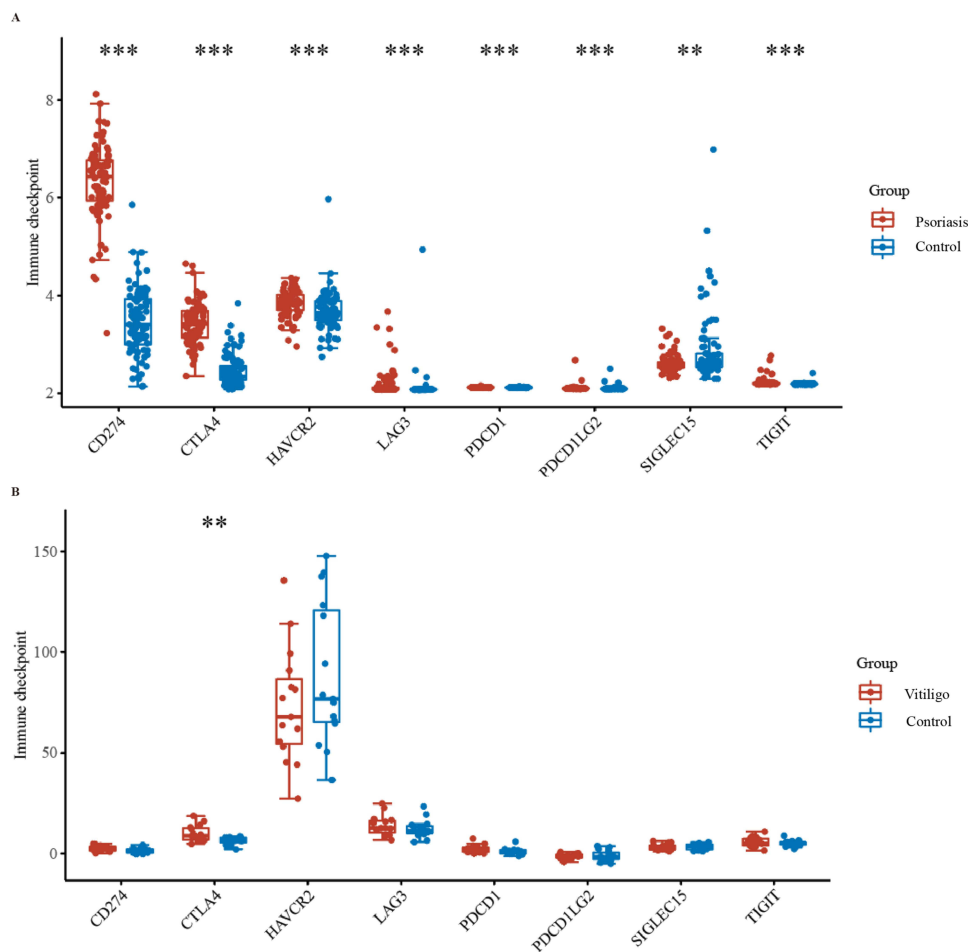 A
*** *** *** *** *** *** ** ***
8
6
4
2
Immune checkpoint
CD274 CTLA4 HAVCR2 LAG3 PDCD1 PDCD1LG2 SIGLEC15 TIGIT
Group
Psoriasis
Control
B
**
150
100
50
0
Immune checkpoint
CD274 CTLA4 HAVCR2 LAG3 PDCD1 PDCD1LG2 SIGLEC15 TIGIT
Group
Vitiligo
Control